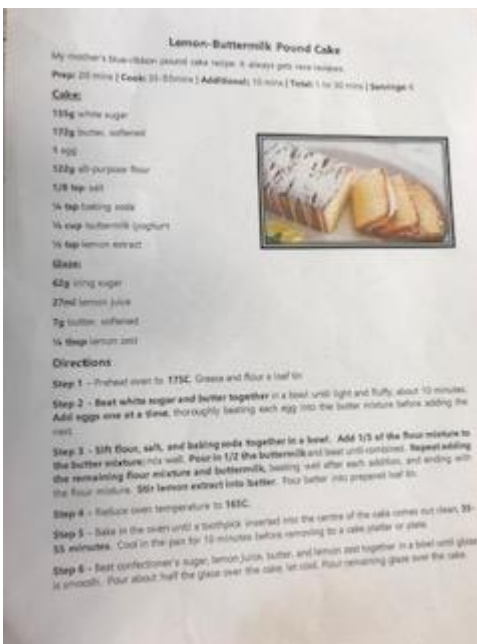 Lemon-Buttermilk Pound Cake
My mother's blue-ribbon pound cake recipe. It always gets rave reviews.
Prep: 20 mins | Cook: 35-55mins | Additional: 10 mins | Total: 1 hr 30 mins | Servings:
Cake:
white sugar
butter, softened
1 egg
122g all-purpose flour
1/8 tsp salt
¼ tsp baking soda
¼ cup buttermilk (yoghurt
tsp lemon extract
Glaze:
62g icing sugar
27ml lemon juice
7g butter, softened
¼ tbsp lemon zest
Directions
Step 1 – Preheat oven to 175C. Grease and flour a loaf tin
Step 2 - Beat white sugar and butter together in a bowl until light and fluffy, about 10 minutes.
Add eggs one at a time, thoroughly beating each egg into the butter mixture before adding the
next.
Step 3 - Sift flour, salt, and baking soda together in a bowl. Add 1/3 of the flour mixture to
the butter mixture; mix well. Pour in 1/2 the buttermilk and beat until combined. Repeat adding
the remaining flour mixture and buttermilk, beating well after each addition, and ending with
the flour mixture. Stir lemon extract into batter. Pour batter into prepared loaf tin.
Step 4 – Reduce oven temperature to 165C.
Step 5 - Bake in the oven until a toothpick inserted into the centre of the cake comes out clean, 35-
55 minutes. Cool in the pan for 10 minutes before removing to a cake platter or plate.
Step 6 – Beat confectioner's sugar, lemon juice, butter, and lemon zest together in a bowl until glaze
is smooth. Pour about half the glaze over the cake; let cool. Pour remaining glaze over the cake.